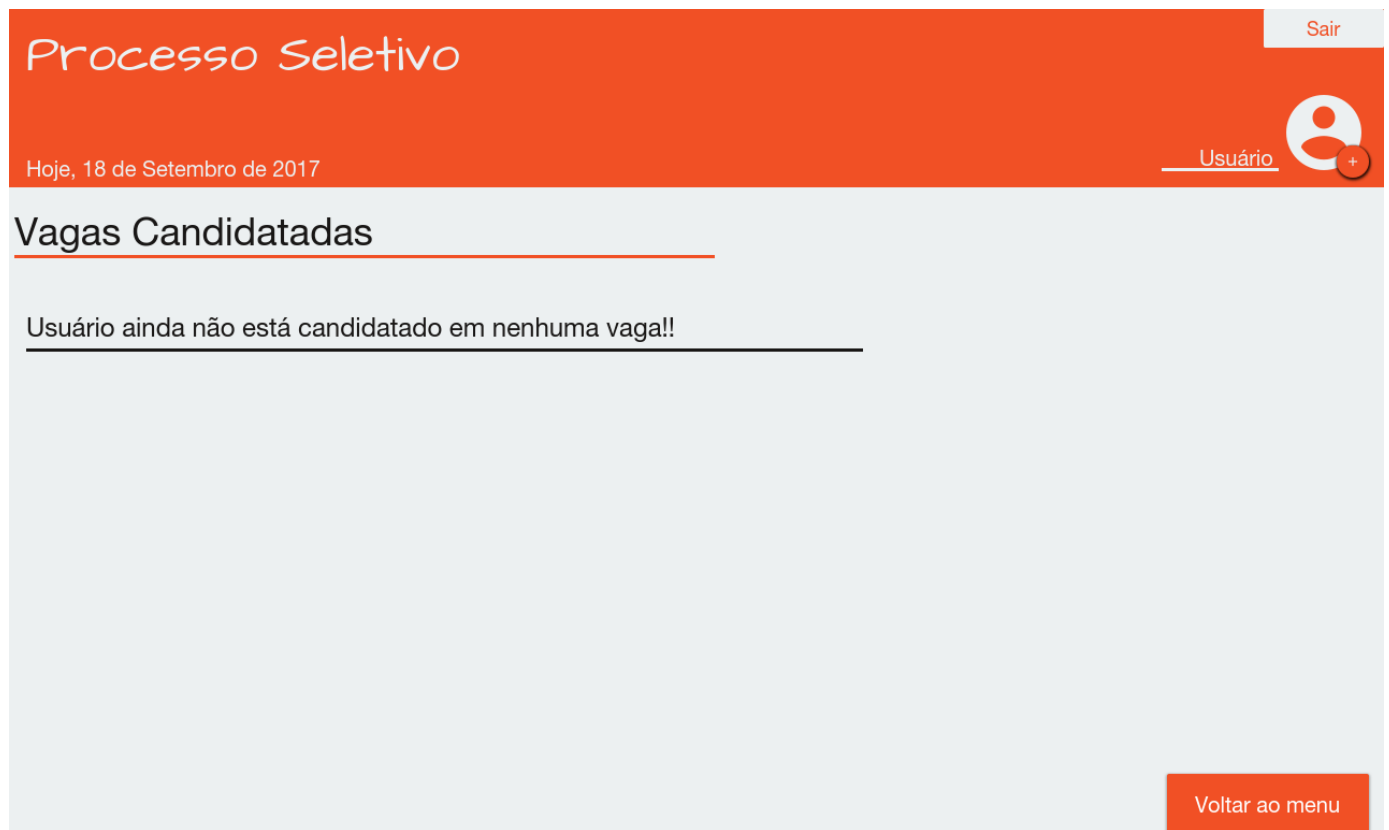 Processo Seletivo
Sair
Usuário
+
Hoje, 18 de Setembro de 2017
Vagas Candidatadas
Usuário ainda não está candidatado em nenhuma vaga!!
Voltar ao menu